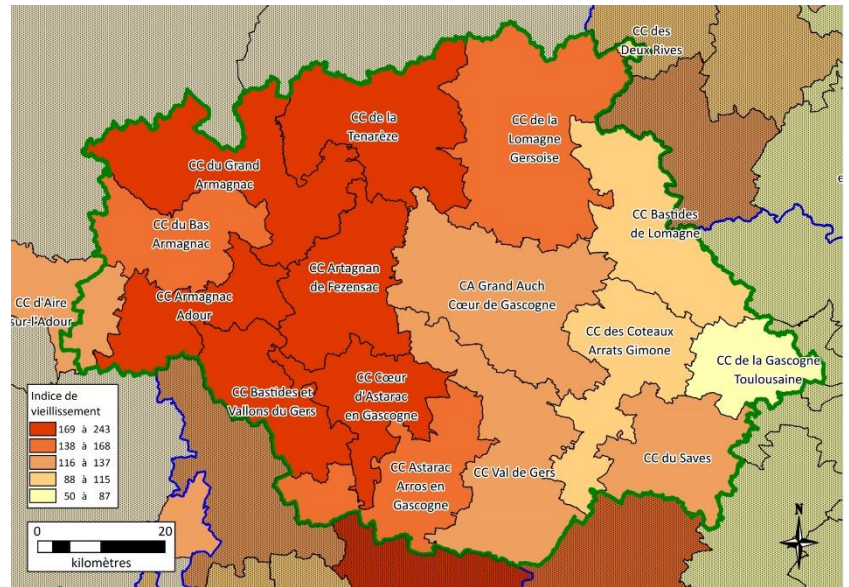 CC des
Deux Rives
CC de la
Tenarèze
CC de la
Lomagne
Gersoise
CC du Grand
Armagnac
CC du Bas
Armagnac
CC Bastides
de Lomagne
CC Artagnan
de Fezensac
CA Grand Auch
Cœur de Gascogne
CC d'Aire
sur-l'Adour
CC Armagnac
Adour
CC des Coteaux
Arrats Gimone
CC de la Gascogne
Toulousaine
CC Bastides et
Vallons du Gers
CC Cœur
d'Astarac
en Gascogne
CC Astarac
Arros en
Gascogne
CC Val de Gers
CC du Saves
Indice de
vieillissement
169 à 243
138 à 168
116 à 137
88 à 115
50 à 87
0 20
kilomètres
N